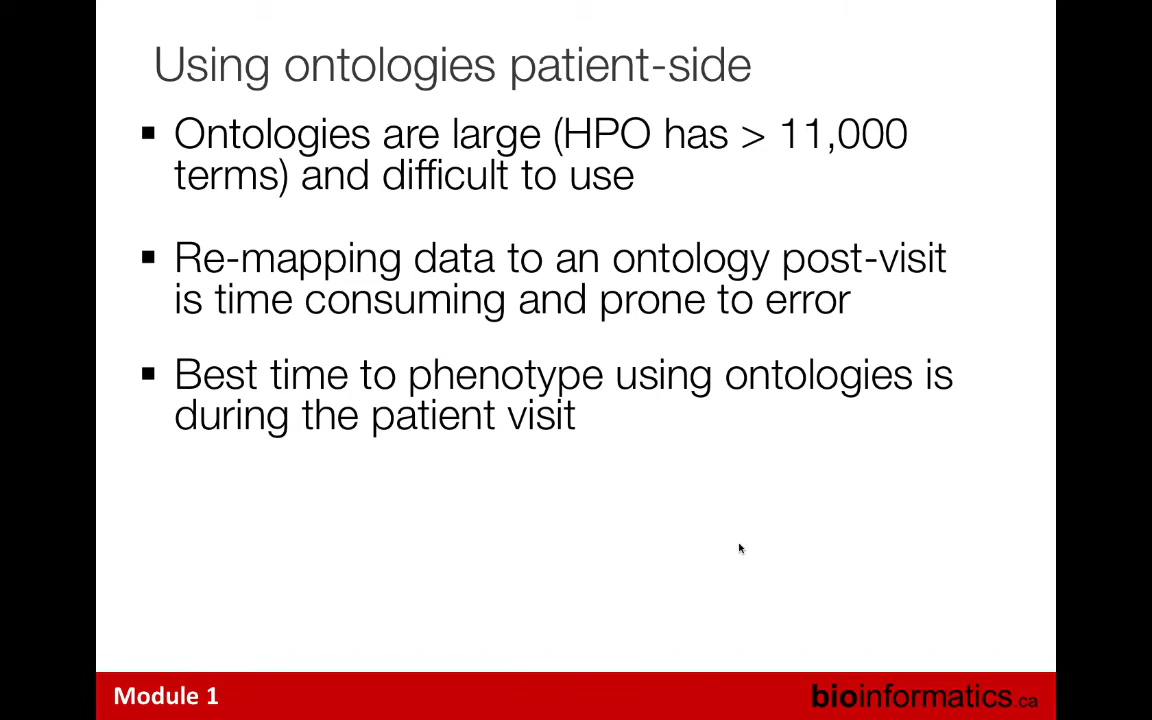 Using ontologies patient-side
▪ Ontologies are large (HPO has > 11,000
terms) and difficult to use
▪ Re-mapping data to an ontology post-visit
is time consuming and prone to error
▪ Best time to phenotype using ontologies is
during the patient visit
Module 1
bioinformatics.ca